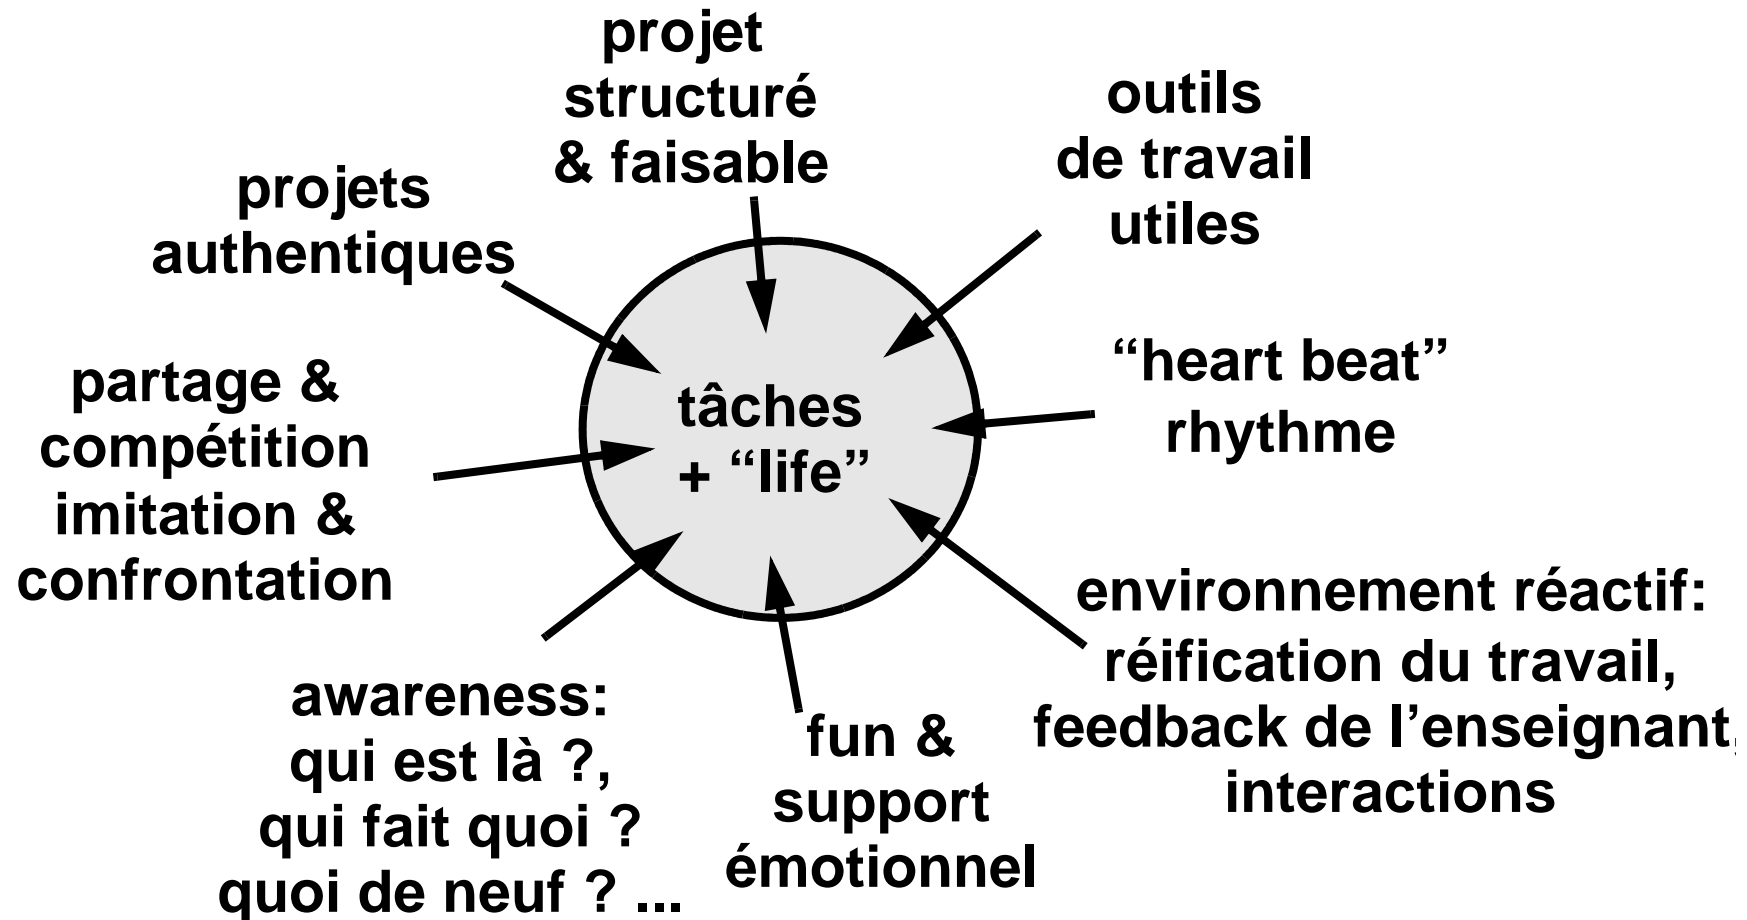 projet
structuré
& faisable
outils
de travail
utiles
projets
authentiques
“heart beat”
rhythme
partage &
compétition
imitation &
confrontation
tâches
+ “life”
environnement réactif:
réification du travail,
feedback de l’enseignant,
interactions
awareness:
qui est là ?,
qui fait quoi ?
quoi de neuf ? ...
fun &
support
émotionnel